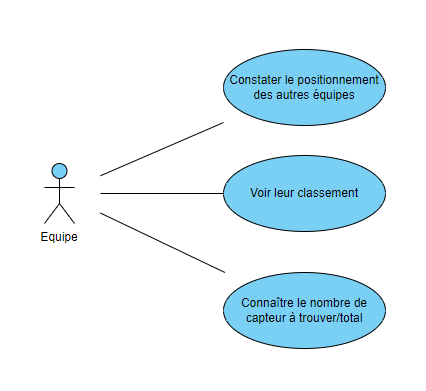 Constater le positionnement
des autres équipes
Voir leur classement
Equipe
Connaître le nombre de
capteur à trouver/total